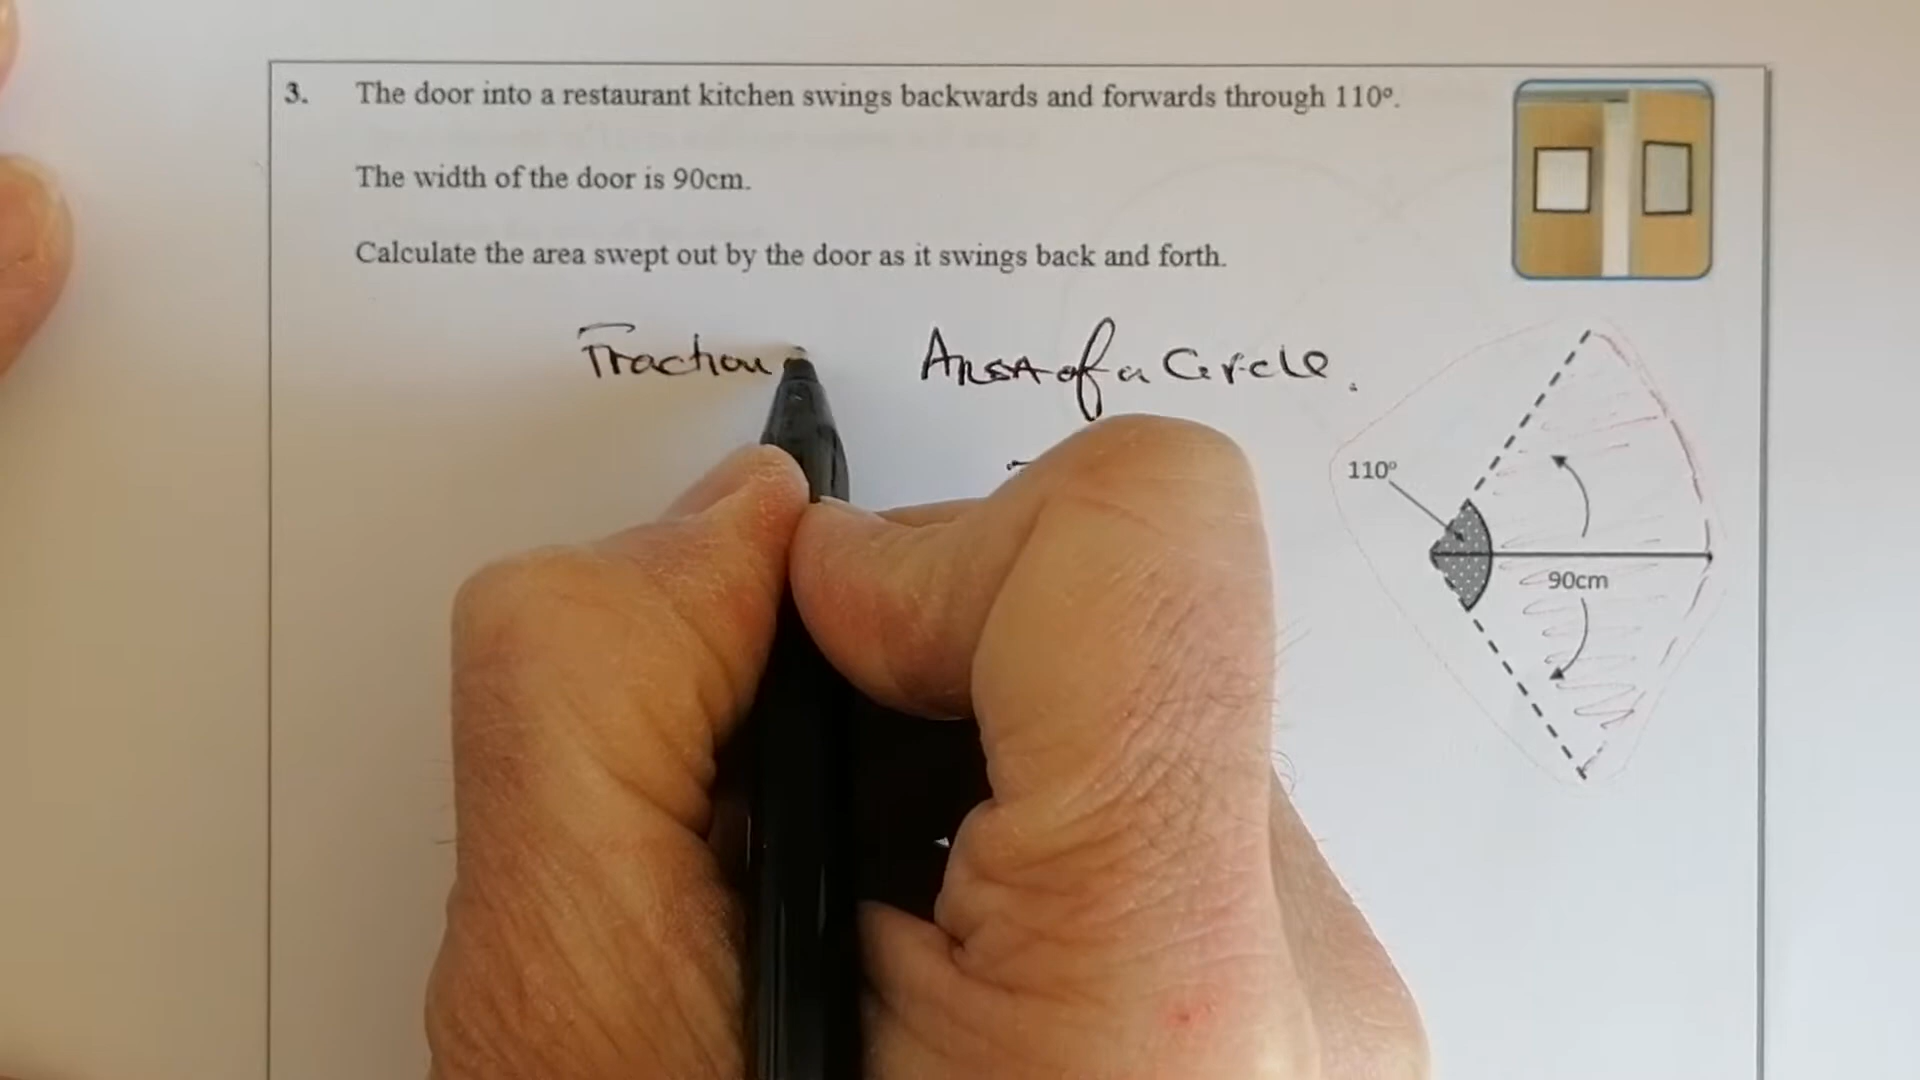 3. The door into a restaurant kitchen swings backwards and forwards through 110°.
The width of the door is 90cm.
Calculate the area swept out by the door as it swings back and forth.
Fraction Area of a Circle.
110°
90cm